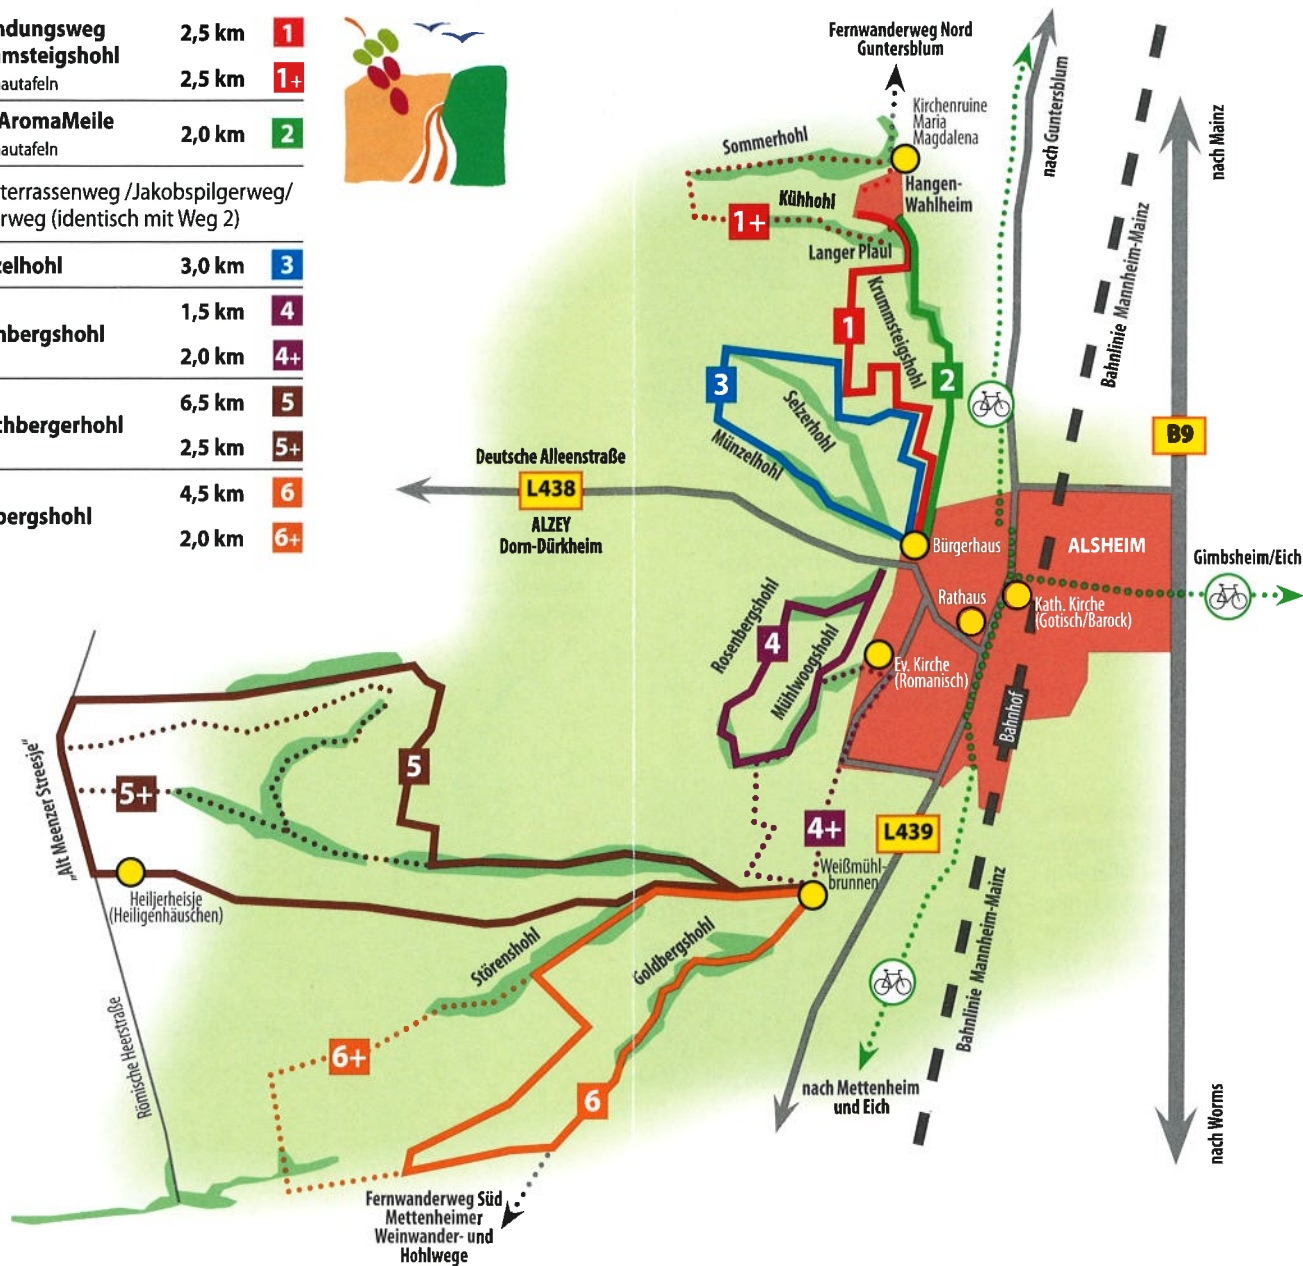 ndungsweg 2,5 km 1
msteigshohl
nautafeln 2,5 km 1+
AromaMeile 2,0 km 2
nautafeln
terrassenweg /Jakobspilgerweg/
rweg (identisch mit Weg 2)
zelhohl 3,0 km 3
1,5 km 4
nbergshohl
2,0 km 4+
6,5 km 5
chbergerhohl
2,5 km 5+
4,5 km 6
bergshohl
2,0 km 6+
Fernwanderweg Nord
Guntersblum
Kirchenruine
Maria
Magdalena
Sommerhohl
Hangen-
Wahlheim
Kühhohl
1+
Langer Plaul
Krummsteigshohl
1
2
3
Selzerhohl
Münzelhohl
nach Guntersblum
nach Mainz
Bahnlinie Mannheim-Mainz
B9
Deutsche Alleenstraße
L438
ALZEY
Dorn-Dürkheim
Bürgerhaus
ALSHEIM
Gimbsheim/Eich
Rathaus
Kath. Kirche
(Gotisch/Barock)
Rosenbergshohl
4
Mühlwoogshohl
Ev. Kirche
(Romanisch)
Bahnhof
„Alt Meenzer Streesje“
5
5+
4+
L439
Weißmühl-
brunnen
Heiljerheisje
(Heiligenhäuschen)
Störenshohl
Goldbergshohl
Bahnlinie Mannheim-Mainz
Römische Heerstraße
6+
6
nach Mettenheim
und Eich
nach Worms
Fernwanderweg Süd
Mettenheimer
Weinwander- und
Hohlwege